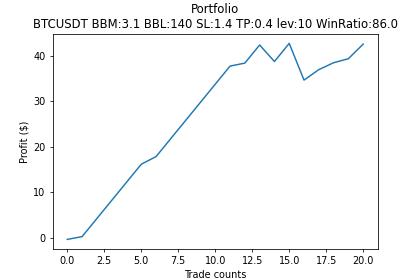 Portfolio
BTCUSDT BBM:3.1 BBL:140 SL:1.4 TP:0.4 lev:10 WinRatio:86.0
40
30
20
10
0
Profit ($)
0.0 2.5 5.0 7.5 10.0 12.5 15.0 17.5 20.0
Trade counts